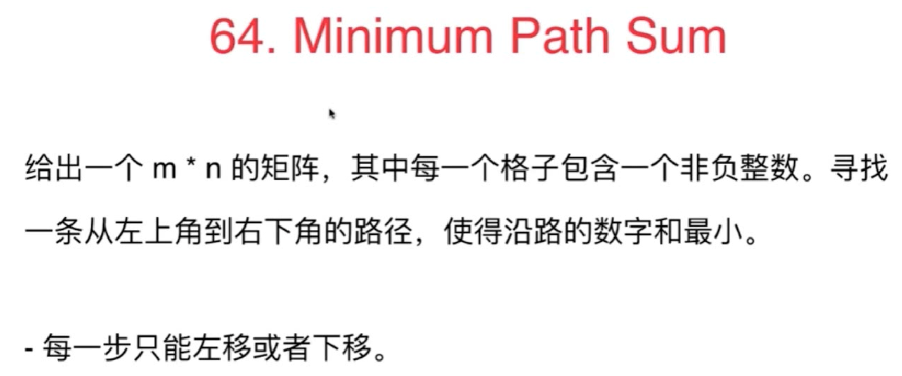 64. Minimum Path Sum
给出一个 m * n 的矩阵，其中每一个格子包含一个非负整数。寻找
一条从左上角到右下角的路径，使得沿路的数字和最小。
- 每一步只能左移或者下移。